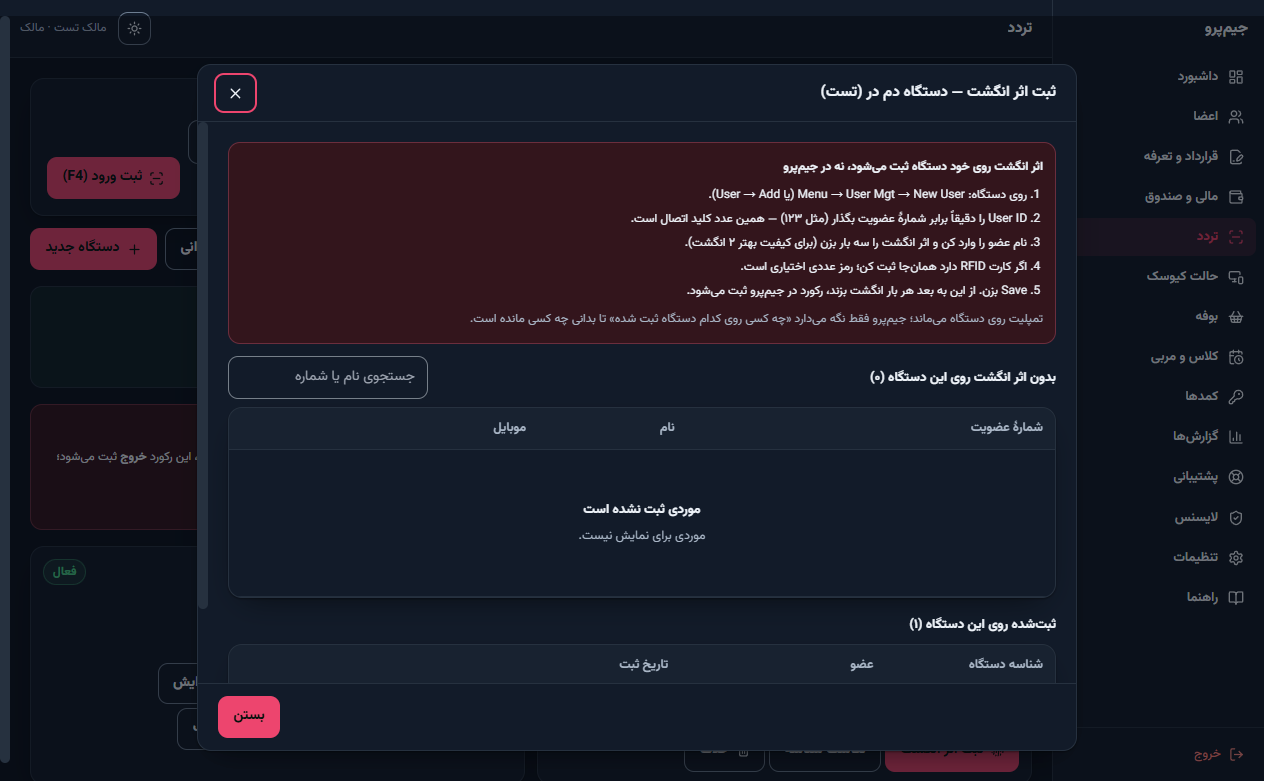 جیم‌پرو
تردد
مالک تست - مالک
داشبورد
اعضا
قرارداد و تعرفه
مالی و صندوق
تردد
حالت کیوسک
بوفه
کلاس و مربی
کمدها
گزارش‌ها
پشتیبانی
لایسنس
تنظیمات
راهنما
خروج
ثبت ورود (F4)
دستگاه جدید
، این رکورد خروج ثبت می‌شود؛
فعال
ثبت اثر انگشت — دستگاه دم در (تست)
اثر انگشت روی خود دستگاه ثبت می‌شود، نه در جیم‌پرو
1. روی دستگاه: Menu → User Mgt → New User (یا User → Add).
2. User ID را دقیقاً برابر شمارهٔ عضویت بگذار (مثل ۱۲۳) — همین عدد کلید اتصال است.
3. نام عضو را وارد کن و اثر انگشت را سه بار بزن (برای کیفیت بهتر ۲ انگشت).
4. اگر کارت RFID دارد همان‌جا ثبت کن؛ رمز عددی اختیاری است.
5. Save بزن. از این به بعد هر بار انگشت بزند، رکورد در جیم‌پرو ثبت می‌شود.
تمپلیت روی دستگاه می‌ماند؛ جیم‌پرو فقط نگه می‌دارد «چه کسی روی کدام دستگاه ثبت شده» تا بدانی چه کسی مانده است.
بدون اثر انگشت روی این دستگاه (۰)
جستجوی نام یا شماره
شمارهٔ عضویت نام موبایل
موردی ثبت نشده است
موردی برای نمایش نیست.
ثبت‌شده روی این دستگاه (۱)
شناسه دستگاه عضو تاریخ ثبت
بستن